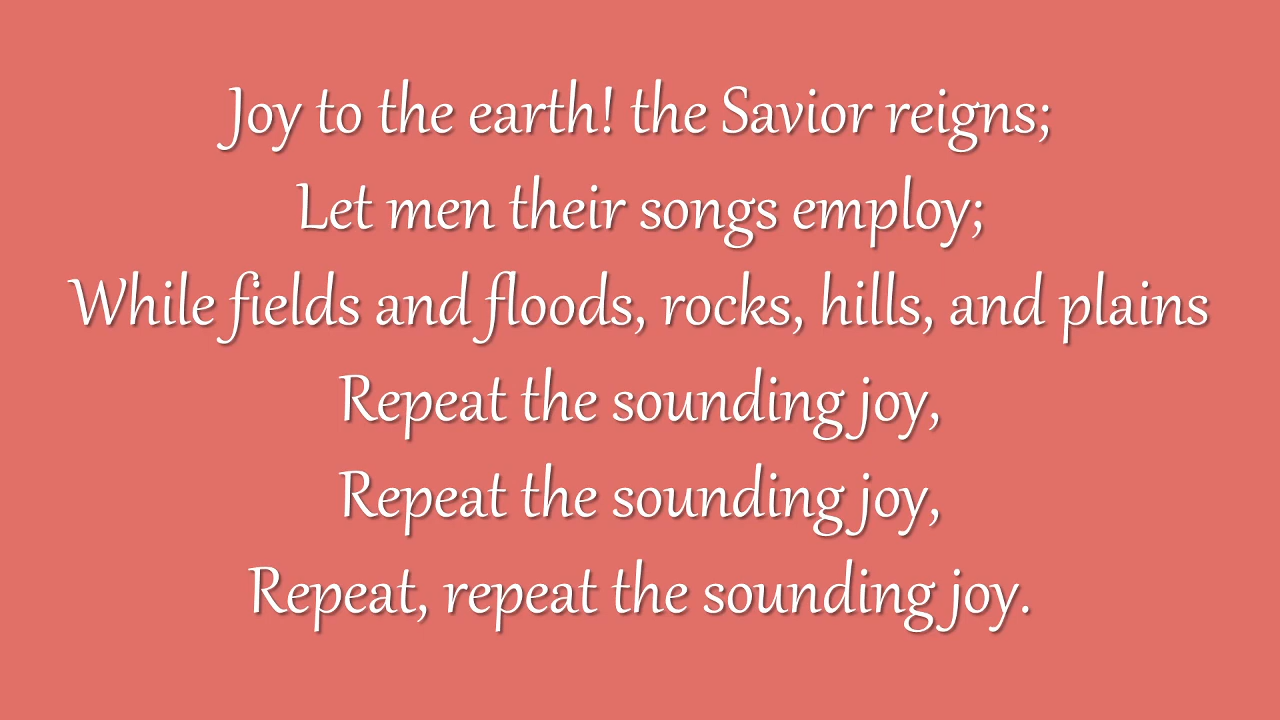 Joy to the earth! the Savior reigns;
Let men their songs employ;
While fields and floods, rocks, hills, and plains
Repeat the sounding joy,
Repeat the sounding joy,
Repeat, repeat the sounding joy.